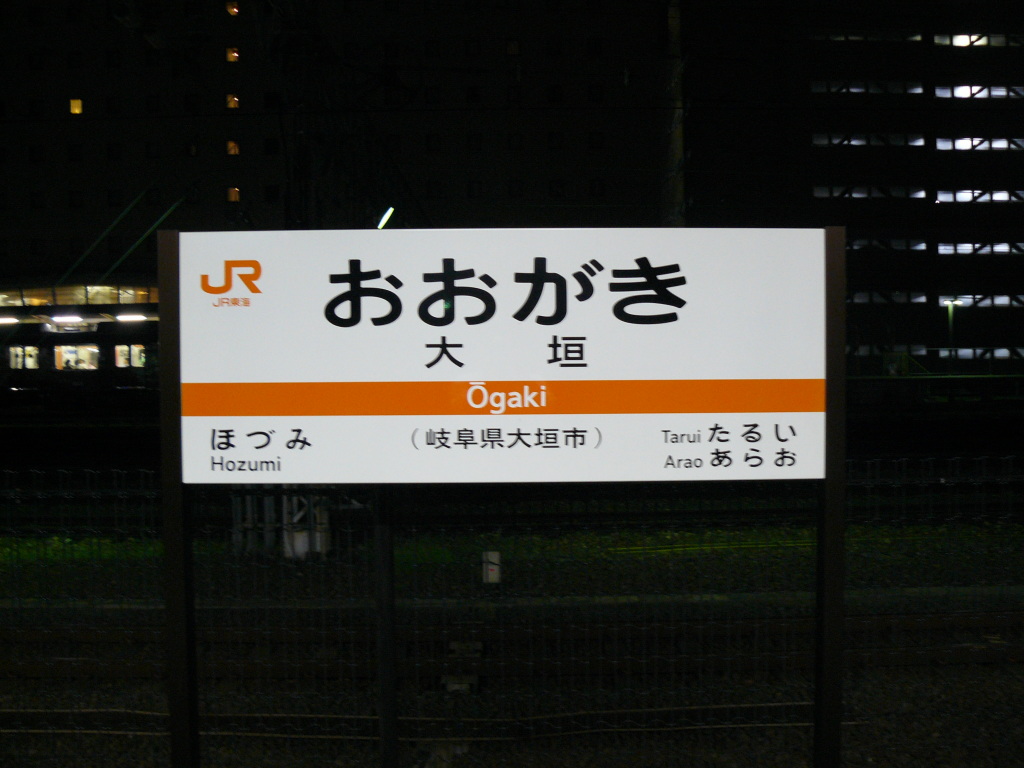 JR
JR東海
おおがき
大垣
Ōgaki
ほづみ
Hozumi
（岐阜県大垣市）
Tarui たるい
Arao あらお